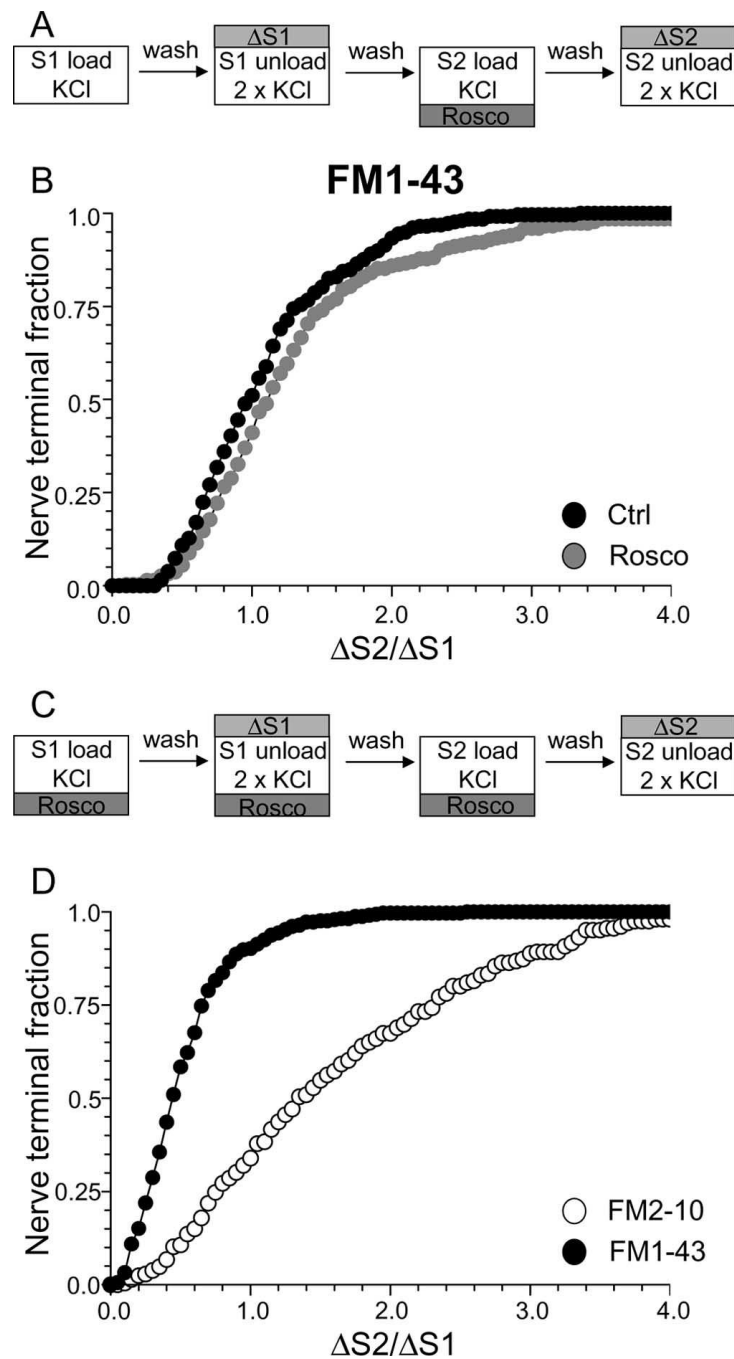 A
S1 load
KCl
wash
ΔS1
S1 unload
2 x KCl
wash
S2 load
KCl
Rosco
wash
ΔS2
S2 unload
2 x KCl
B
FM1-43
Nerve terminal fraction
1.0
0.75
0.5
0.25
0.0
0.0 1.0 2.0 3.0 4.0
ΔS2/ΔS1
Ctrl
Rosco
C
S1 load
KCl
Rosco
wash
ΔS1
S1 unload
2 x KCl
Rosco
wash
S2 load
KCl
Rosco
wash
ΔS2
S2 unload
2 x KCl
D
Nerve terminal fraction
1.0
0.75
0.5
0.25
0.0
0.0 1.0 2.0 3.0 4.0
ΔS2/ΔS1
FM2-10
FM1-43